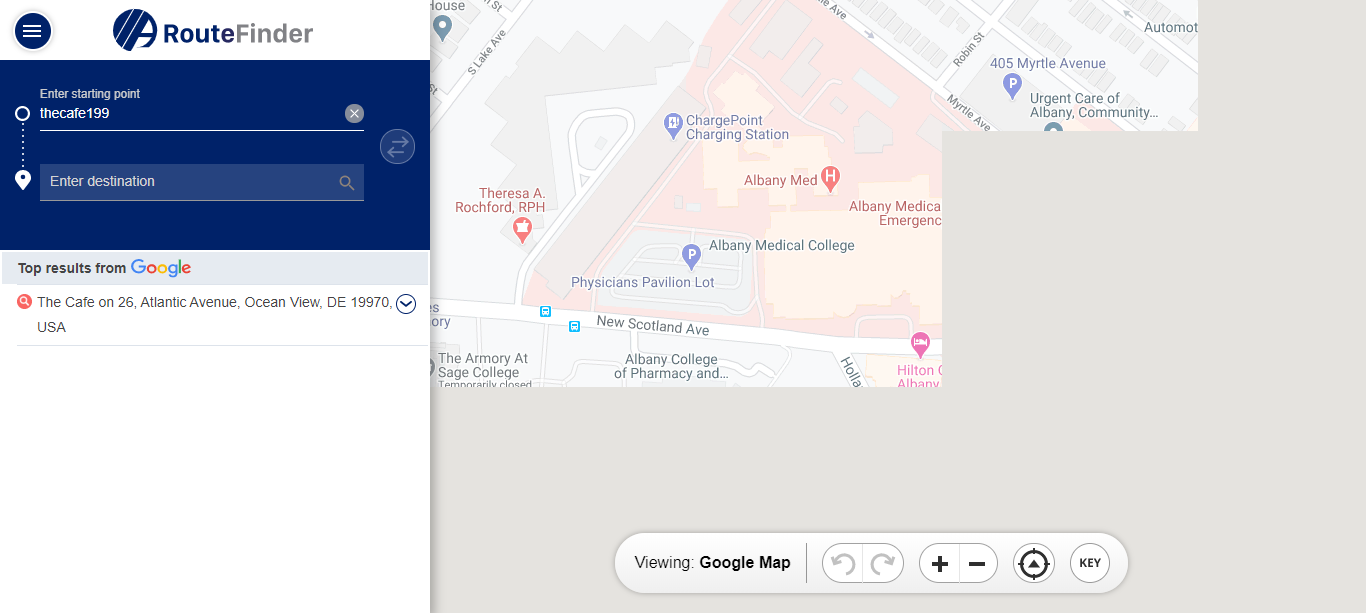 RouteFinder
Enter starting point
thecafe199
Enter destination
Top results from Google
The Cafe on 26, Atlantic Avenue, Ocean View, DE 19970,
USA
House
S Lake Ave
Myrtle Ave
Robin St
Automot
405 Myrtle Avenue
P
Urgent Care of
Albany, Community...
ChargePoint
Charging Station
Albany Med H
Theresa A.
Rochford, RPH
Albany Medica
Emergenc
Albany Medical College
P
Physicians Pavilion Lot
es
ory
New Scotland Ave
The Armory At
Sage College
Temporarily closed
Albany College
of Pharmacy and...
Holla
Hilton
Albany
Viewing: Google Map
KEY